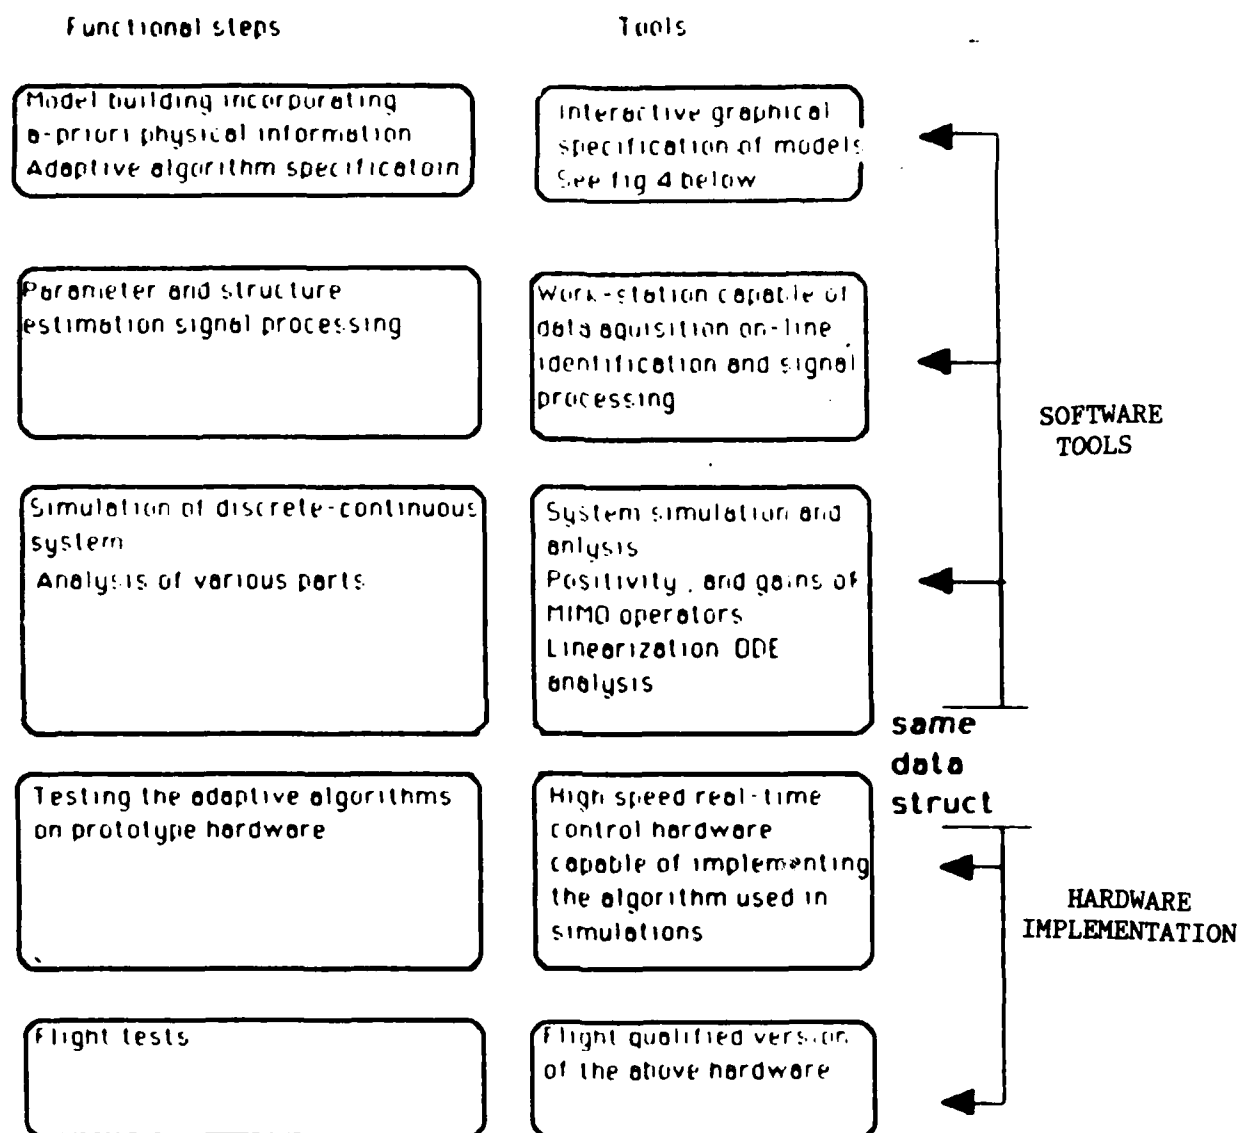 Functional steps
Tools
Model building incorporating
a-priori physical information
Adaptive algorithm specificatoin
Interactive graphical
specification of models
See fig 4 below
Parameter and structure
estimation signal processing
Work-station capable of
data aquisition on-line
identification and signal
processing
SOFTWARE
TOOLS
Simulation of discrete-continuous
system
Analysis of various parts
System simulation and
anlysis
Positivity, and gains of
MIMO operators
Linearization ODE
analysis
same
data
struct
Testing the adaptive algorithms
on prototype hardware
High speed real-time
control hardware
capable of implementing
the algorithm used in
simulations
HARDWARE
IMPLEMENTATION
Flight tests
Flight qualified version
of the above hardware